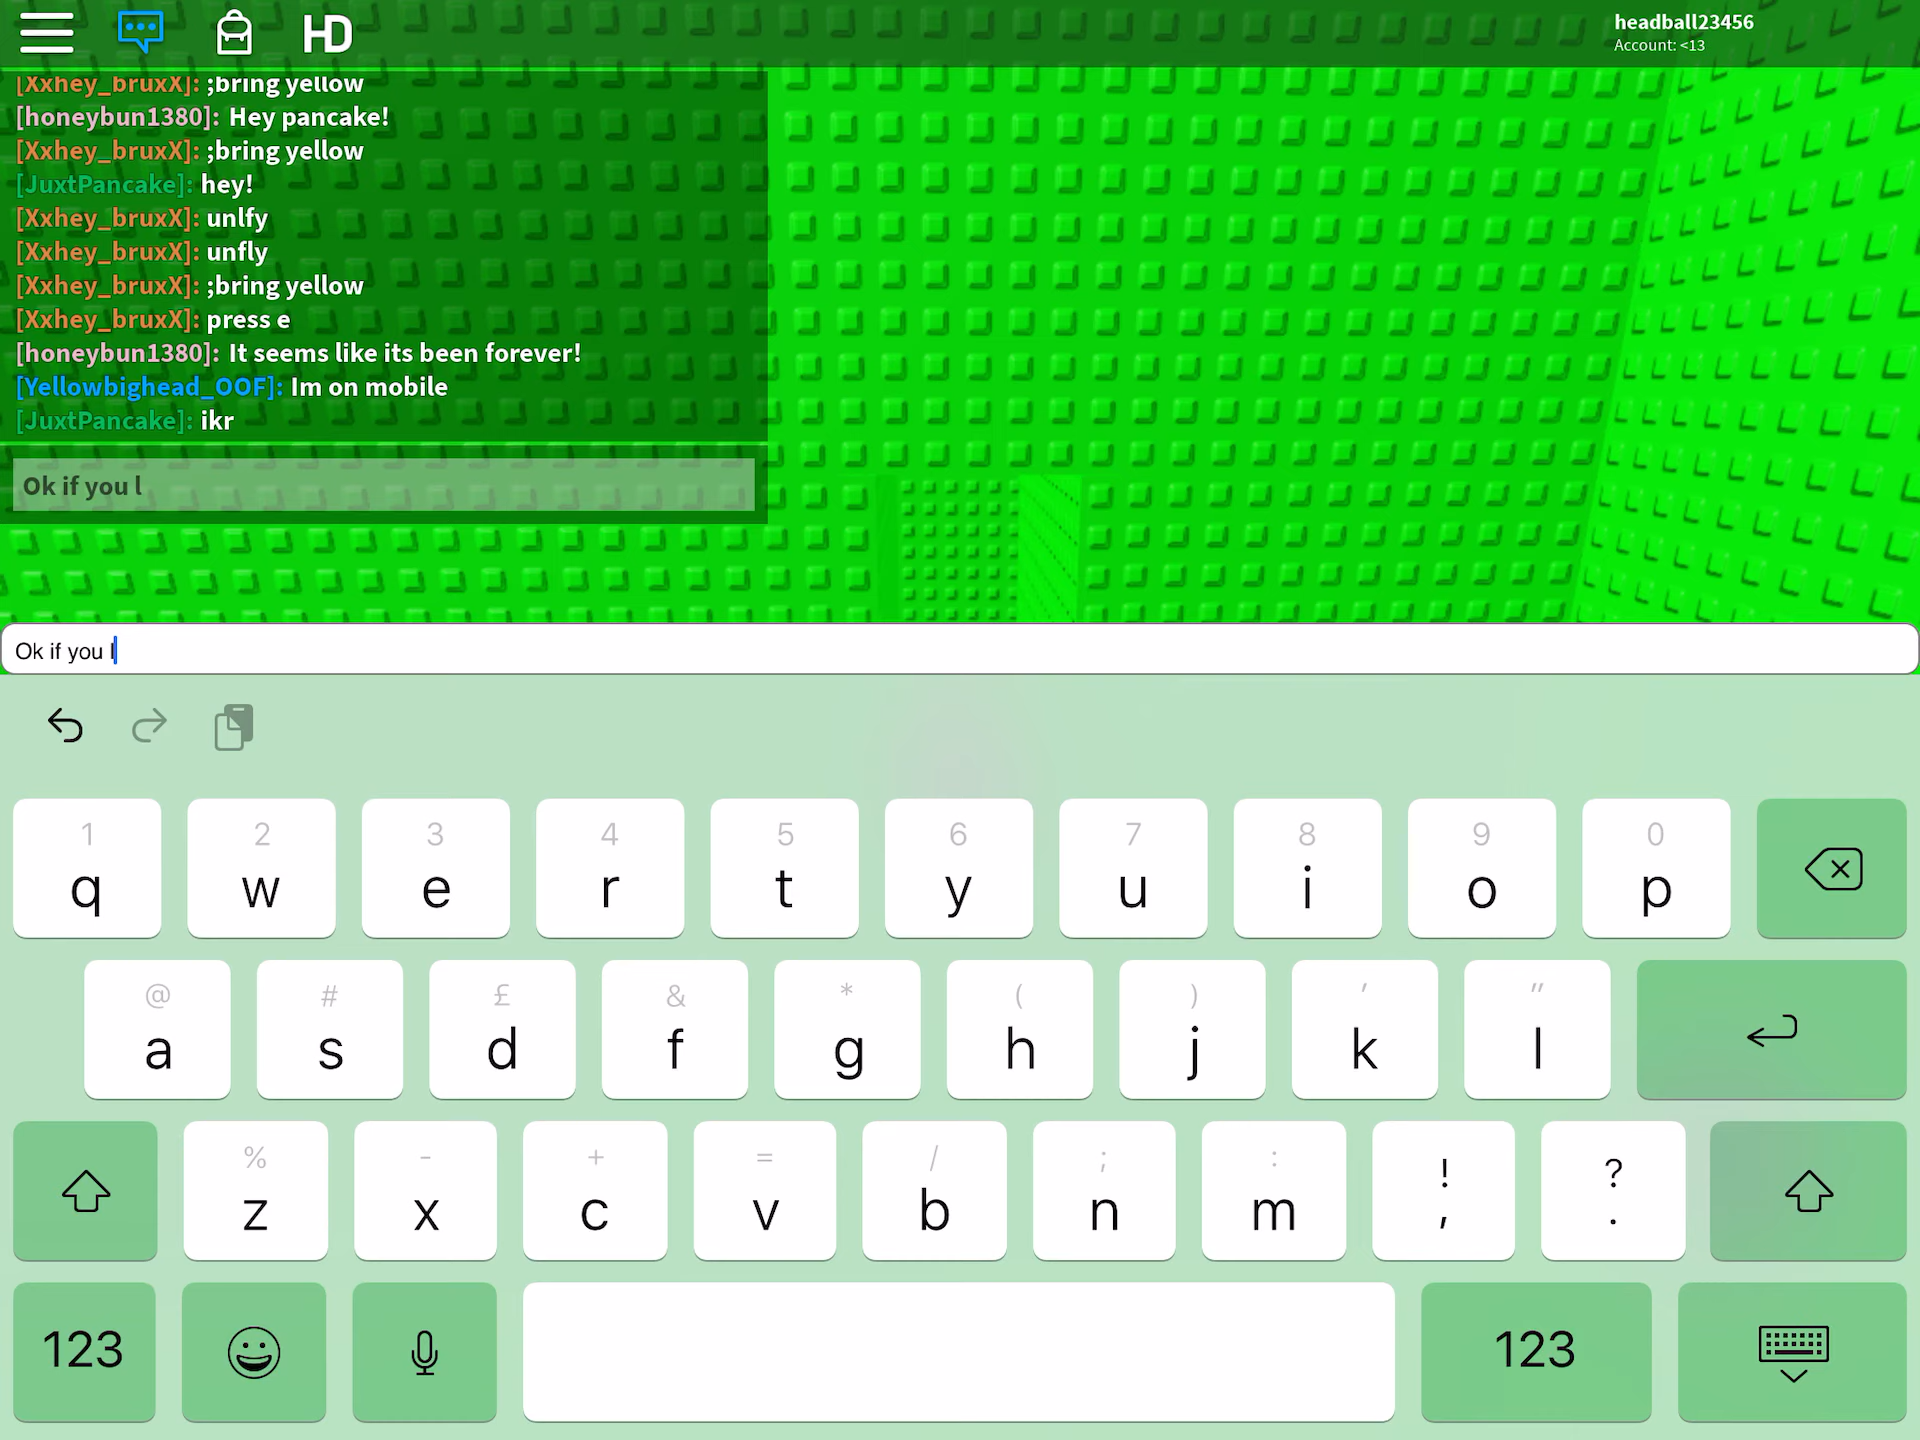 HD
headball23456
Account: <13
[Xxhey_bruxX]: ;bring yellow
[honeybun1380]: Hey pancake!
[Xxhey_bruxX]: ;bring yellow
[JuxtPancake]: hey!
[Xxhey_bruxX]: unlfy
[Xxhey_bruxX]: unfly
[Xxhey_bruxX]: ;bring yellow
[Xxhey_bruxX]: press e
[honeybun1380]: It seems like its been forever!
[Yellowbighead_OOF]: Im on mobile
[JuxtPancake]: ikr
Ok if you l
Ok if you l
1 2 3 4 5 6 7 8 9 0
q w e r t y u i o p
@ # £ & * ( ) ' "
a s d f g h j k l
% - + = / ; : ! ?
z x c v b n m , .
123 123